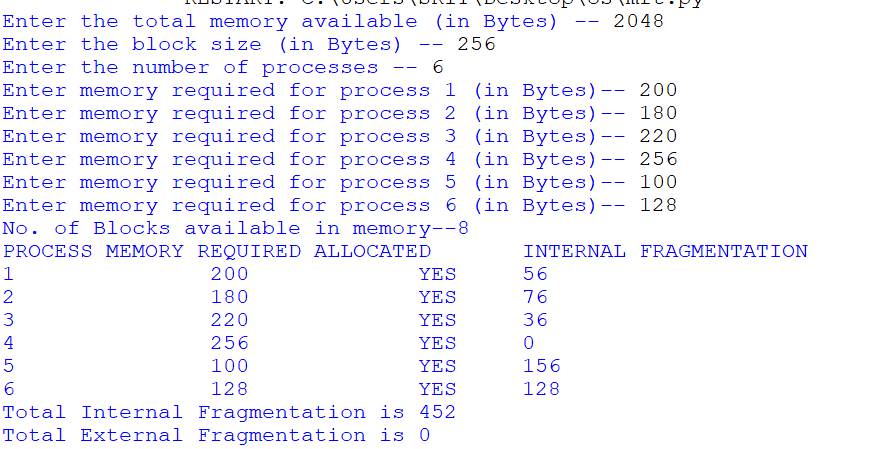 RESTART: C:\Users\SRIT\Desktop\OS\mft.py
Enter the total memory available (in Bytes) -- 2048
Enter the block size (in Bytes) -- 256
Enter the number of processes -- 6
Enter memory required for process 1 (in Bytes)-- 200
Enter memory required for process 2 (in Bytes)-- 180
Enter memory required for process 3 (in Bytes)-- 220
Enter memory required for process 4 (in Bytes)-- 256
Enter memory required for process 5 (in Bytes)-- 100
Enter memory required for process 6 (in Bytes)-- 128
No. of Blocks available in memory--8
PROCESS MEMORY REQUIRED ALLOCATED INTERNAL FRAGMENTATION
1 200 YES 56
2 180 YES 76
3 220 YES 36
4 256 YES 0
5 100 YES 156
6 128 YES 128
Total Internal Fragmentation is 452
Total External Fragmentation is 0